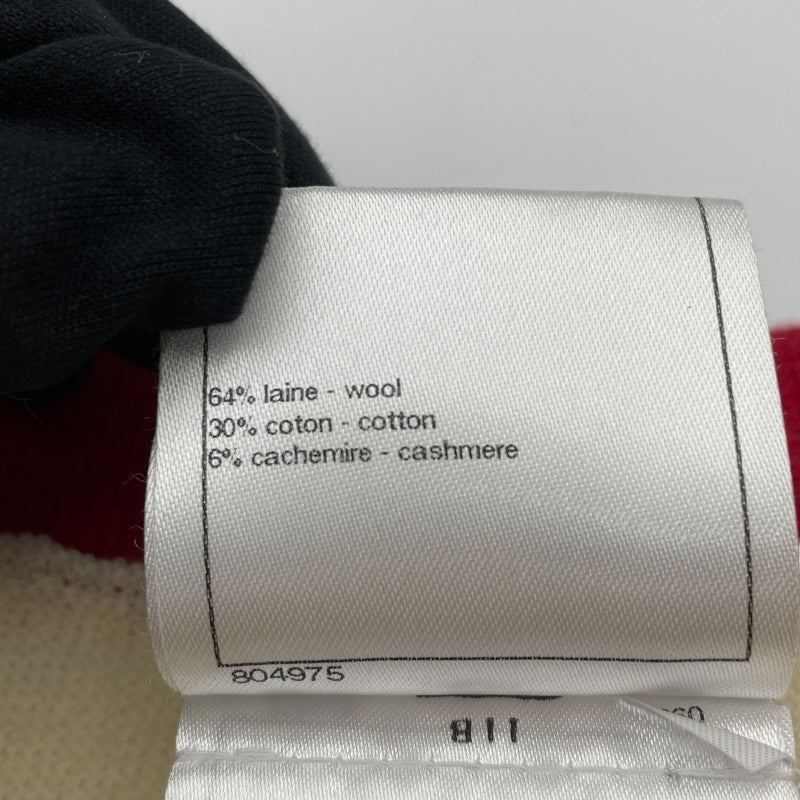 64% laine - wool
30% coton - cotton
6% cachemire - cashmere
804975
11B